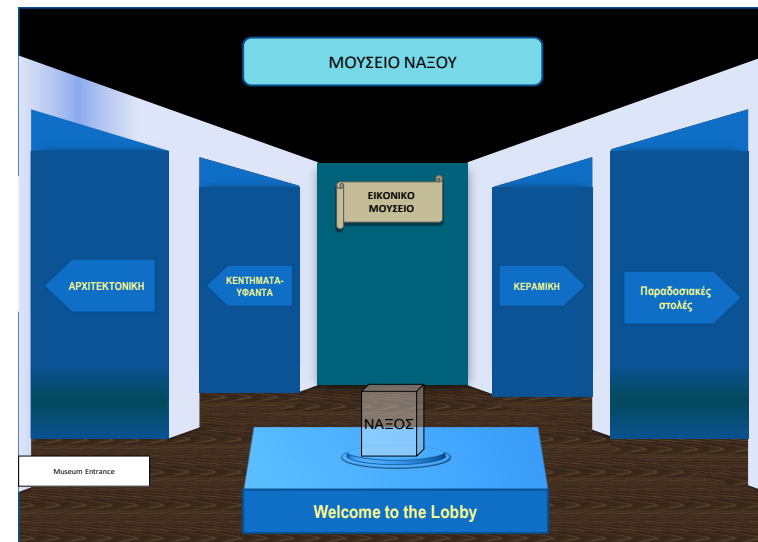 ΜΟΥΣΕΙΟ ΝΑΞΟΥ
ΕΙΚΟΝΙΚΟ
ΜΟΥΣΕΙΟ
ΑΡΧΙΤΕΚΤΟΝΙΚΗ
ΚΕΝΤΗΜΑΤΑ-
ΥΦΑΝΤΑ
ΚΕΡΑΜΙΚΗ
Παραδοσιακές
στολές
ΝΑΞΟΣ
Museum Entrance
Welcome to the Lobby